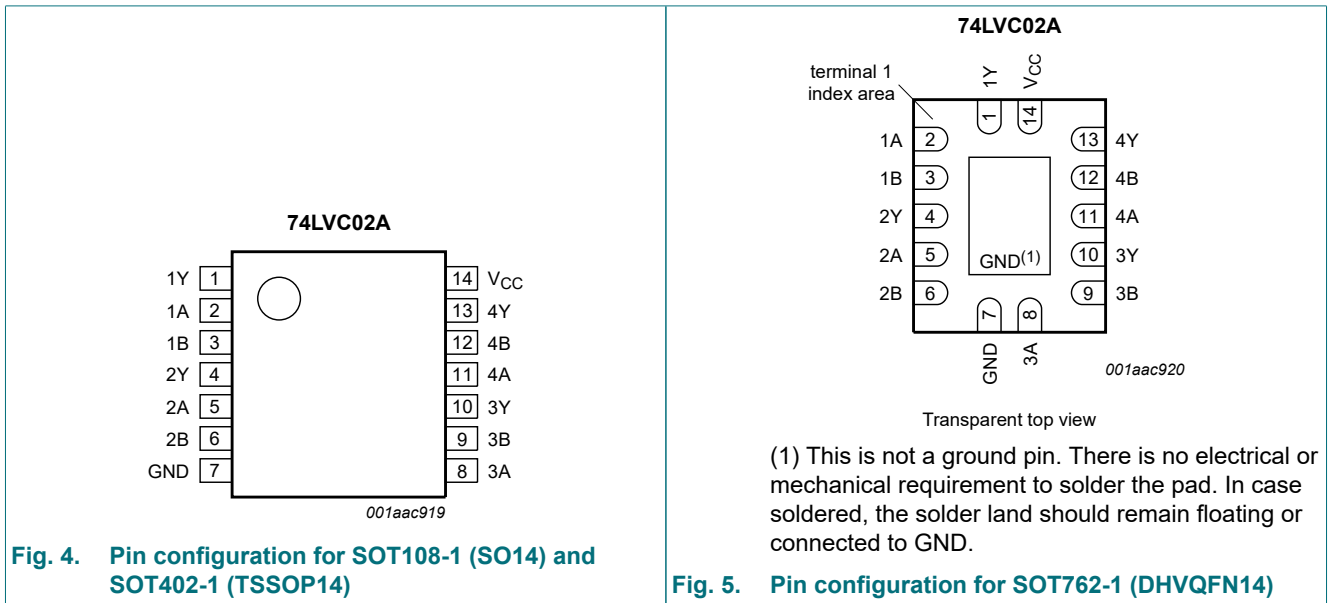 74LVC02A
1Y 1
1A 2
1B 3
2Y 4
2A 5
2B 6
GND 7
14 VCC
13 4Y
12 4B
11 4A
10 3Y
9 3B
8 3A
001aac919
Fig. 4. Pin configuration for SOT108-1 (SO14) and
SOT402-1 (TSSOP14)
74LVC02A
terminal 1
index area
1Y
VCC
1
14
1A 2
1B 3
2Y 4
2A 5
2B 6
13 4Y
12 4B
11 4A
10 3Y
9 3B
GND(1)
7
8
GND
3A
001aac920
Transparent top view
(1) This is not a ground pin. There is no electrical or
mechanical requirement to solder the pad. In case
soldered, the solder land should remain floating or
connected to GND.
Fig. 5. Pin configuration for SOT762-1 (DHVQFN14)